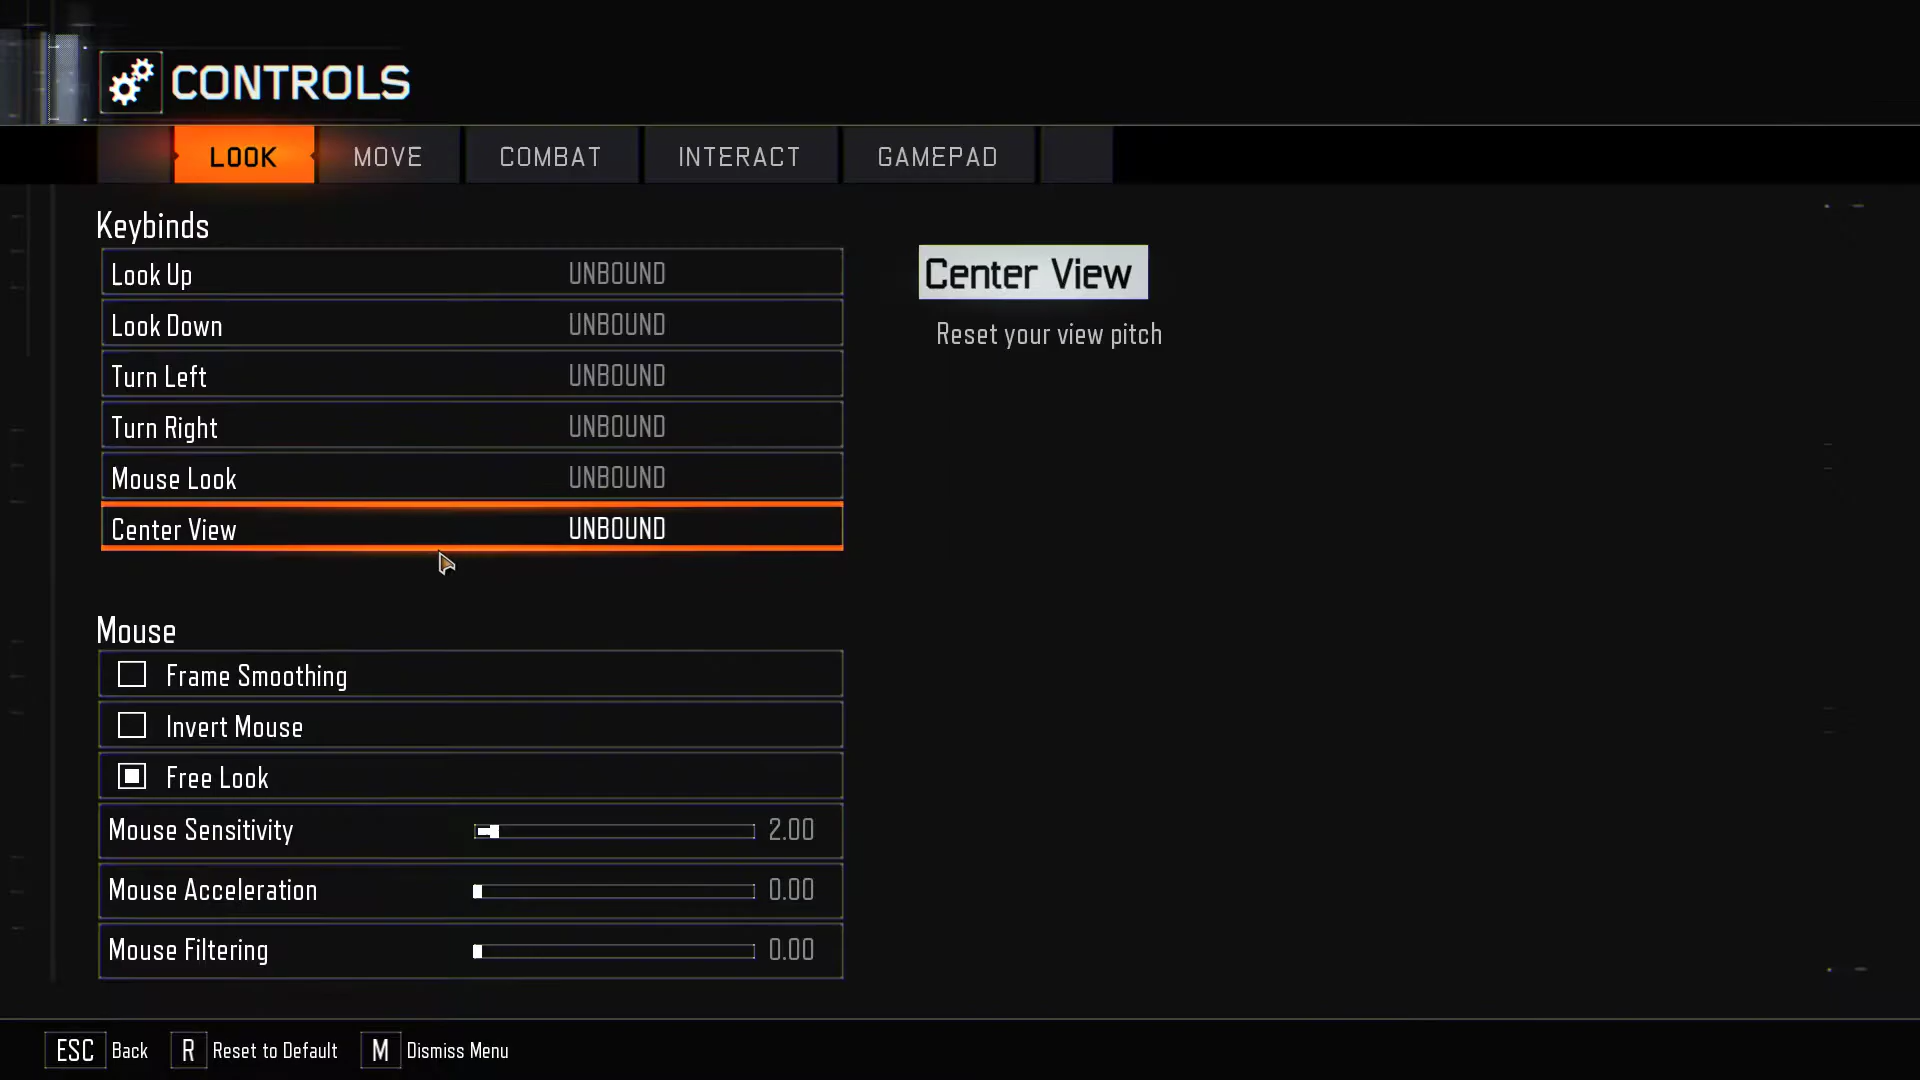 CONTROLS
LOOK MOVE COMBAT INTERACT GAMEPAD
Keybinds
Look Up UNBOUND
Look Down UNBOUND
Turn Left UNBOUND
Turn Right UNBOUND
Mouse Look UNBOUND
Center View UNBOUND
Center View
Reset your view pitch
Mouse
Frame Smoothing
Invert Mouse
Free Look
Mouse Sensitivity 2.00
Mouse Acceleration 0.00
Mouse Filtering 0.00
ESC Back R Reset to Default M Dismiss Menu